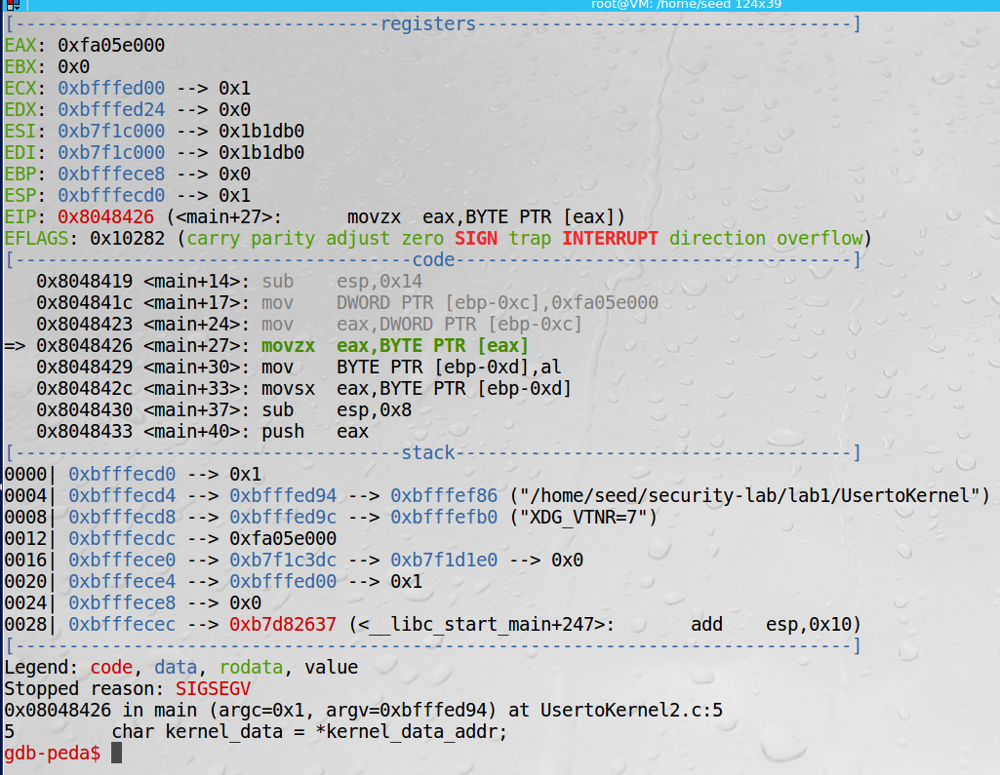 root@VM: /home/seed 124x39
[----------------------------------registers-----------------------------------]
EAX: 0xfa05e000
EBX: 0x0
ECX: 0xbfffed00 --> 0x1
EDX: 0xbfffed24 --> 0x0
ESI: 0xb7f1c000 --> 0x1b1db0
EDI: 0xb7f1c000 --> 0x1b1db0
EBP: 0xbfffece8 --> 0x0
ESP: 0xbfffecd0 --> 0x1
EIP: 0x8048426 (<main+27>:      movzx  eax,BYTE PTR [eax])
EFLAGS: 0x10282 (carry parity adjust zero SIGN trap INTERRUPT direction overflow)
[-------------------------------------code-------------------------------------]
   0x8048419 <main+14>: sub    esp,0x14
   0x804841c <main+17>: mov    DWORD PTR [ebp-0xc],0xfa05e000
   0x8048423 <main+24>: mov    eax,DWORD PTR [ebp-0xc]
=> 0x8048426 <main+27>: movzx  eax,BYTE PTR [eax]
   0x8048429 <main+30>: mov    BYTE PTR [ebp-0xd],al
   0x804842c <main+33>: movsx  eax,BYTE PTR [ebp-0xd]
   0x8048430 <main+37>: sub    esp,0x8
   0x8048433 <main+40>: push   eax
[------------------------------------stack-------------------------------------]
0000| 0xbfffecd0 --> 0x1
0004| 0xbfffecd4 --> 0xbfffed94 --> 0xbfffef86 ("/home/seed/security-lab/lab1/UsertoKernel")
0008| 0xbfffecd8 --> 0xbfffed9c --> 0xbfffefb0 ("XDG_VTNR=7")
0012| 0xbfffecdc --> 0xfa05e000
0016| 0xbfffece0 --> 0xb7f1c3dc --> 0xb7f1d1e0 --> 0x0
0020| 0xbfffece4 --> 0xbfffed00 --> 0x1
0024| 0xbfffece8 --> 0x0
0028| 0xbfffecec --> 0xb7d82637 (<__libc_start_main+247>:       add    esp,0x10)
[------------------------------------------------------------------------------]
Legend: code, data, rodata, value
Stopped reason: SIGSEGV
0x08048426 in main (argc=0x1, argv=0xbfffed94) at UsertoKernel2.c:5
5         char kernel_data = *kernel_data_addr;
gdb-peda$